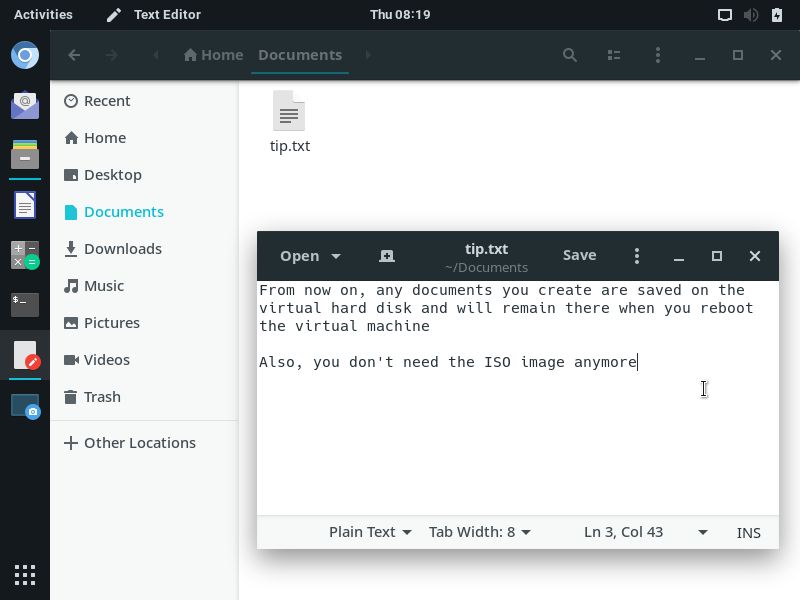 Activities
Text Editor
Thu 08:19
Home
Documents
Recent
Home
Desktop
Documents
Downloads
Music
Pictures
Videos
Trash
Other Locations
tip.txt
Open
tip.txt
~/Documents
Save
From now on, any documents you create are saved on the
virtual hard disk and will remain there when you reboot
the virtual machine
Also, you don't need the ISO image anymore
Plain Text
Tab Width: 8
Ln 3, Col 43
INS